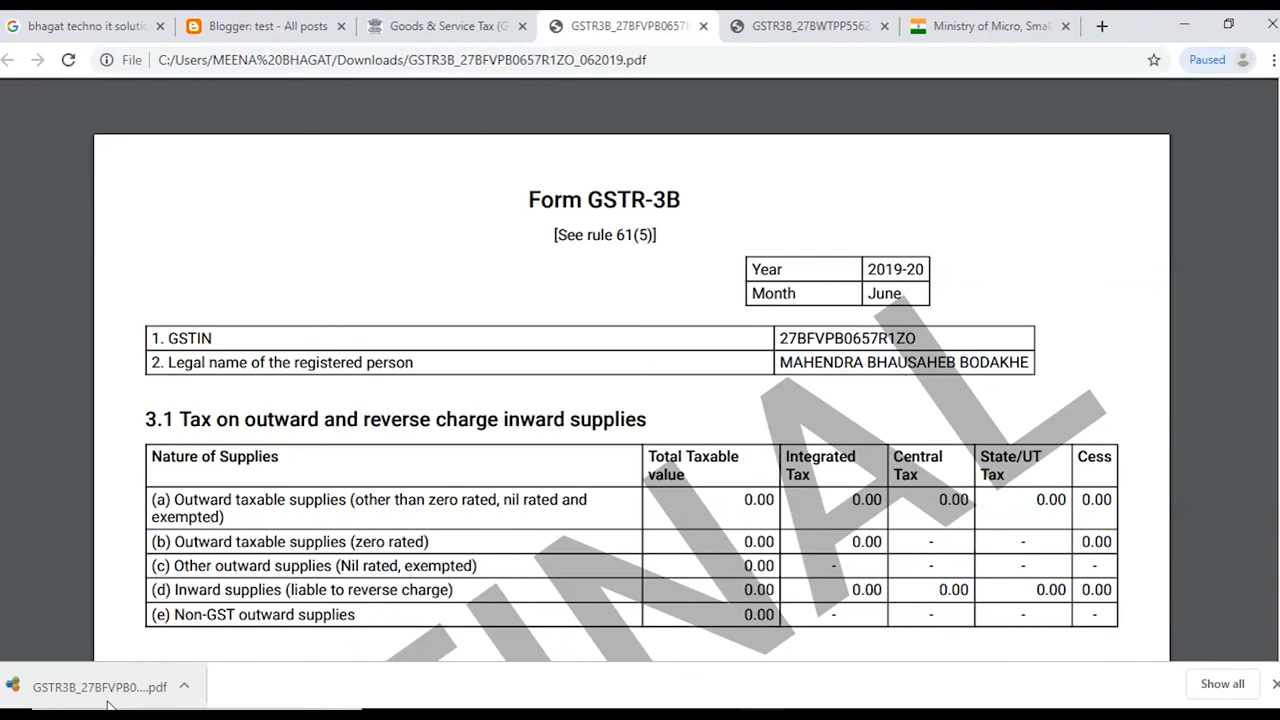 bhagat techno it soluti
Blogger: test - All posts
Goods & Service Tax (G
GSTR3B_27BFVPB0657R
GSTR3B_27BWTPP5562
Ministry of Micro, Smal
File
C:/Users/MEENA%20BHAGAT/Downloads/GSTR3B_27BFVPB0657R1ZO_062019.pdf
Paused
Form GSTR-3B
[See rule 61(5)]
Year 2019-20
Month June
1. GSTIN 27BFVPB0657R1ZO
2. Legal name of the registered person MAHENDRA BHAUSAHEB BODAKHE
3.1 Tax on outward and reverse charge inward supplies
Nature of Supplies Total Taxable value Integrated Tax Central Tax State/UT Tax Cess
(a) Outward taxable supplies (other than zero rated, nil rated and
exempted) 0.00 0.00 0.00 0.00 0.00
(b) Outward taxable supplies (zero rated) 0.00 0.00 - - 0.00
(c) Other outward supplies (Nil rated, exempted) 0.00 - - - -
(d) Inward supplies (liable to reverse charge) 0.00 0.00 0.00 0.00 0.00
(e) Non-GST outward supplies 0.00 - - - -
FINAL
GSTR3B_27BFVPB0....pdf
Show all